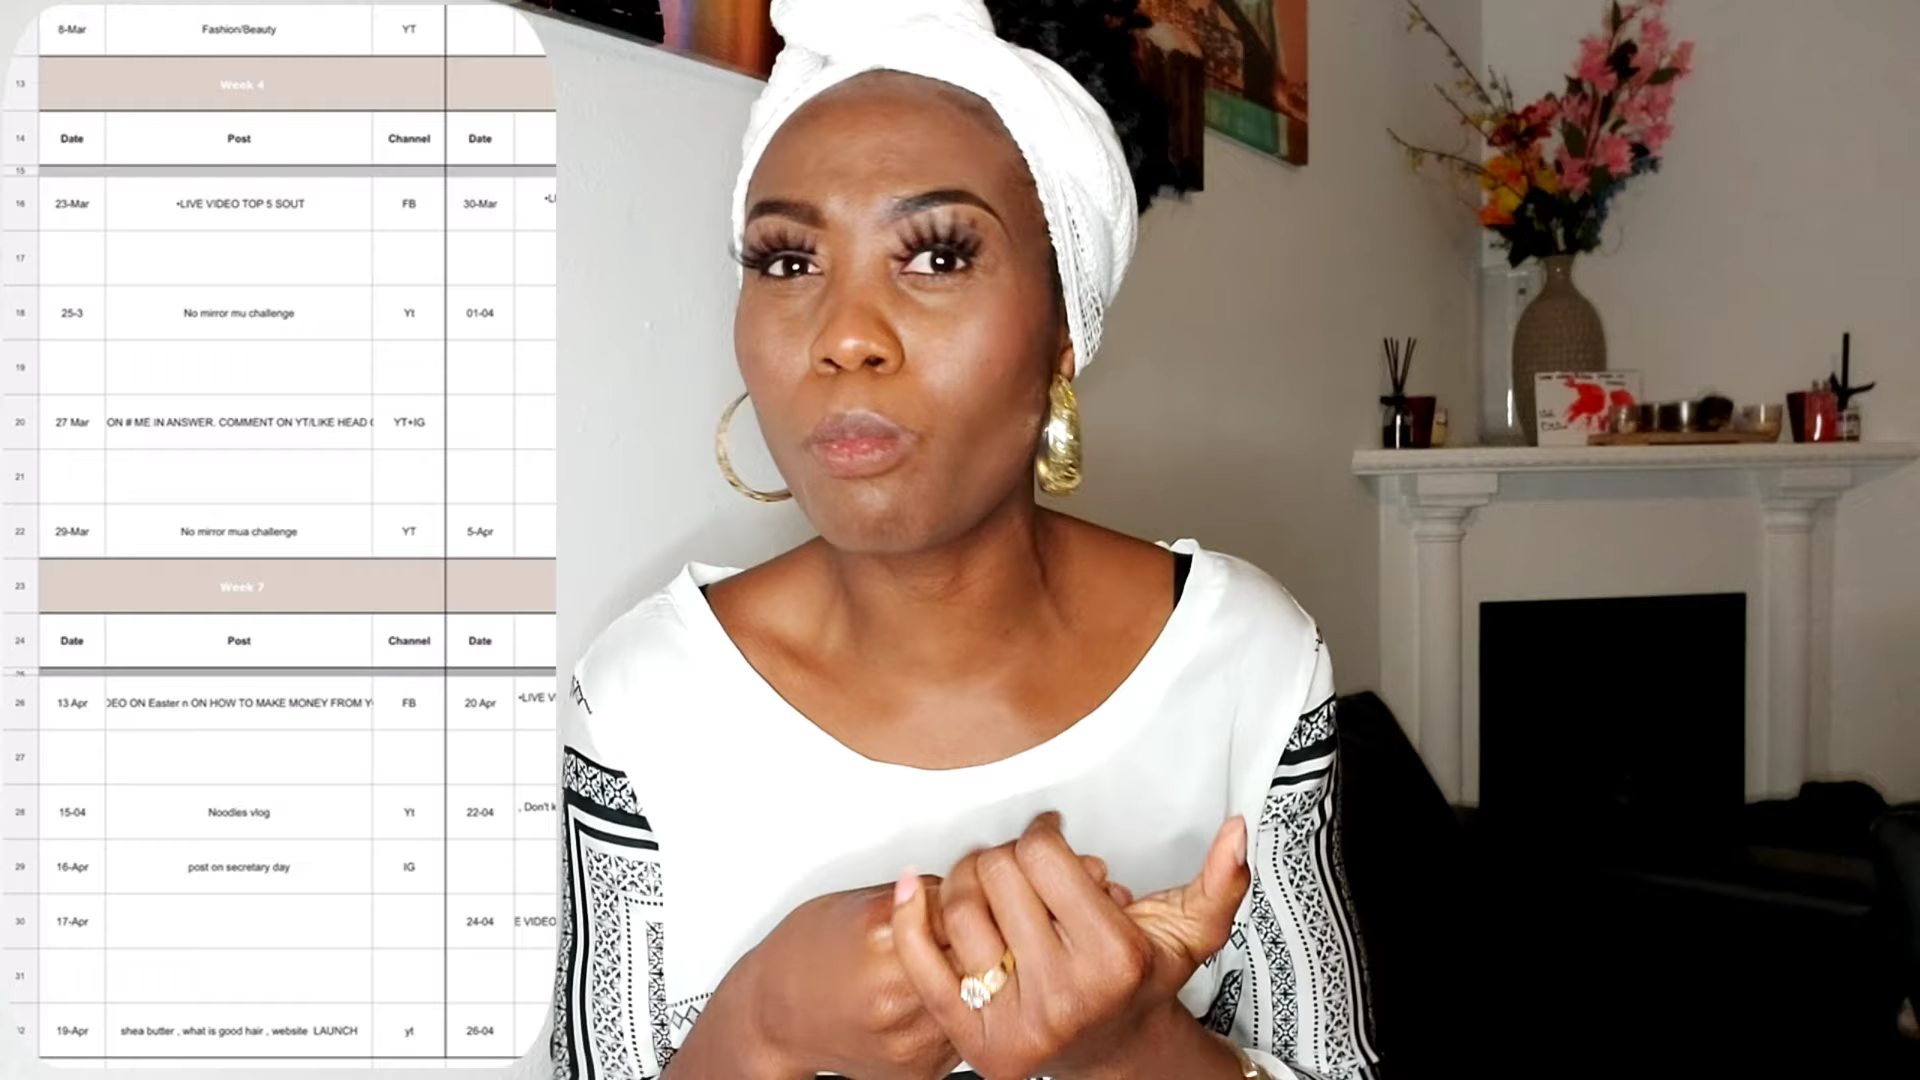 8-Mar Fashion/Beauty YT
13 Week 4
14 Date Post Channel Date
15
16 23-Mar •LIVE VIDEO TOP 5 SOUT FB 30-Mar
17
18 25-3 No mirror mu challenge Yt 01-04
19
20 27 Mar ON # ME IN ANSWER. COMMENT ON YT/LIKE HEAD YT+IG
21
22 29-Mar No mirror mua challenge YT 5-Apr
23 Week 7
24 Date Post Channel Date
26 13 Apr DEO ON Easter n ON HOW TO MAKE MONEY FROM FB 20 Apr •LIVE
27
28 15-04 Noodles vlog Yt 22-04 , Don't
29 16-Apr post on secretary day IG
30 17-Apr 24-04 E VIDEO
31
19-Apr shea butter , what is good hair , website LAUNCH yt 26-04